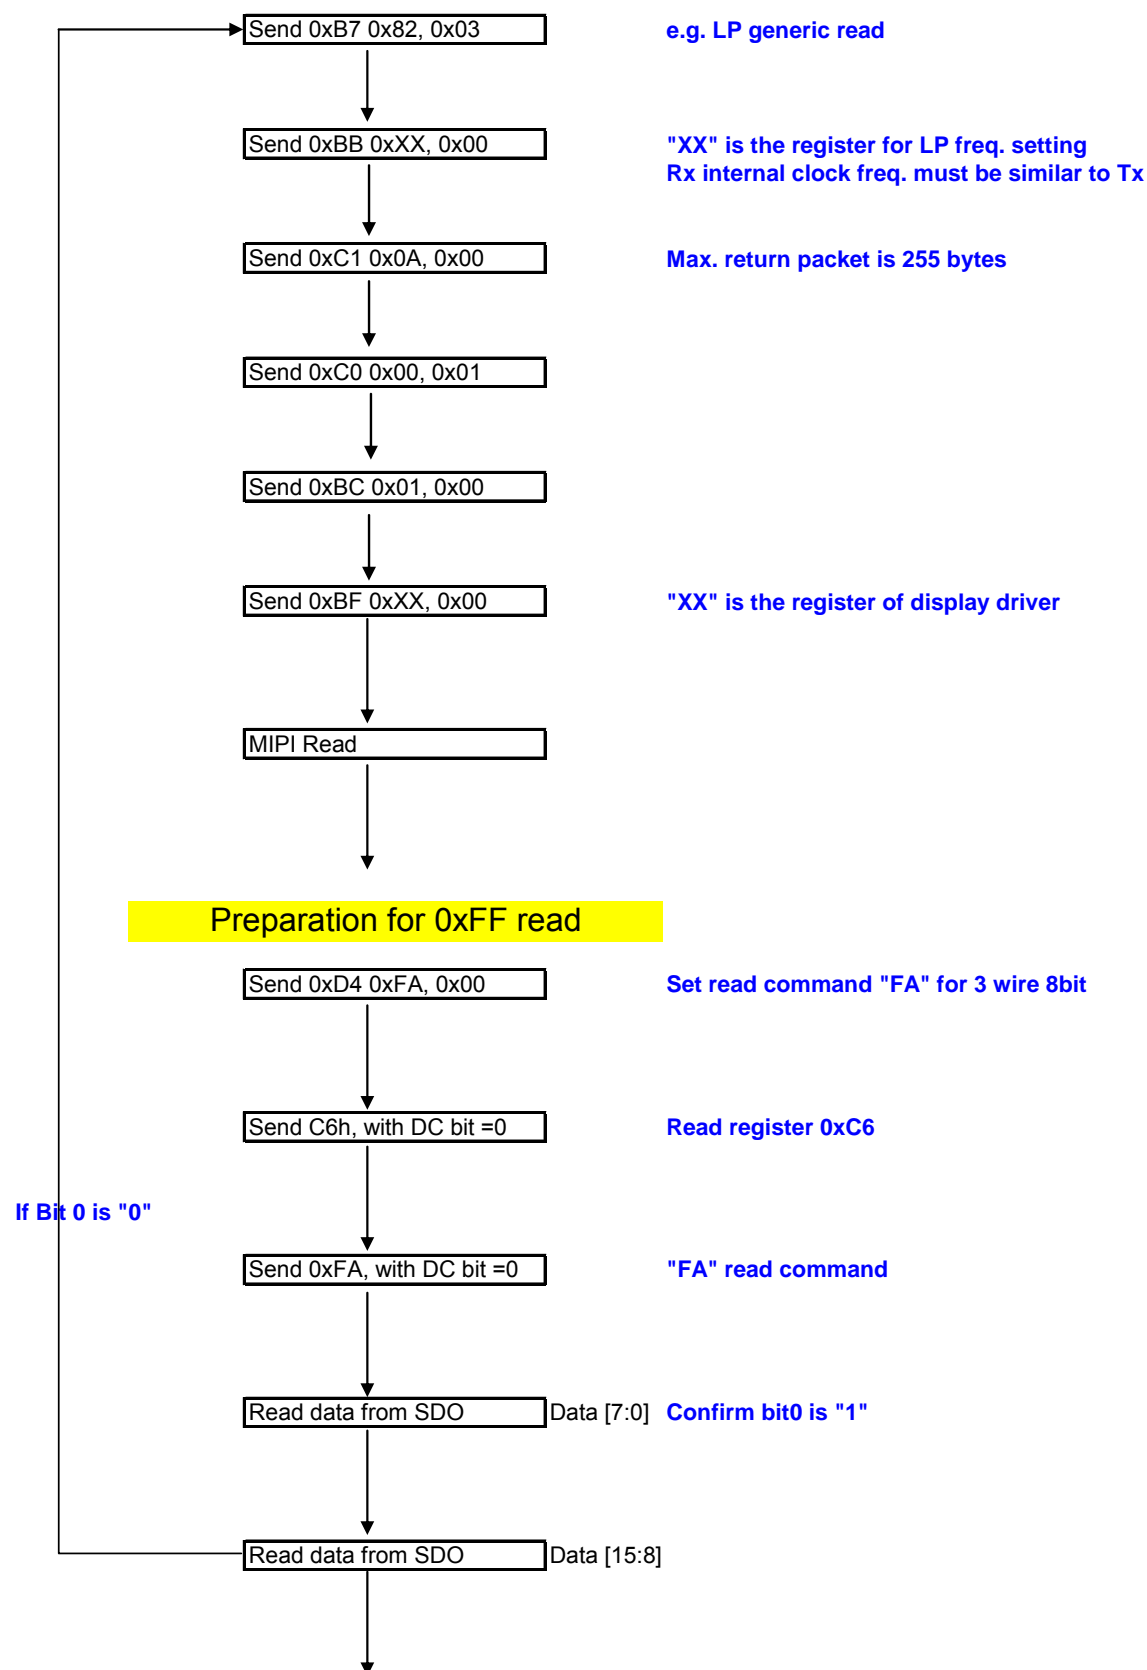 Send 0xB7 0x82, 0x03
e.g. LP generic read
Send 0xBB 0xXX, 0x00
"XX" is the register for LP freq. setting
Rx internal clock freq. must be similar to Tx
Send 0xC1 0x0A, 0x00
Max. return packet is 255 bytes
Send 0xC0 0x00, 0x01
Send 0xBC 0x01, 0x00
Send 0xBF 0xXX, 0x00
"XX" is the register of display driver
MIPI Read
Preparation for 0xFF read
Send 0xD4 0xFA, 0x00
Set read command "FA" for 3 wire 8bit
Send C6h, with DC bit =0
Read register 0xC6
If Bit 0 is "0"
Send 0xFA, with DC bit =0
"FA" read command
Read data from SDO
Data [7:0]
Confirm bit0 is "1"
Read data from SDO
Data [15:8]